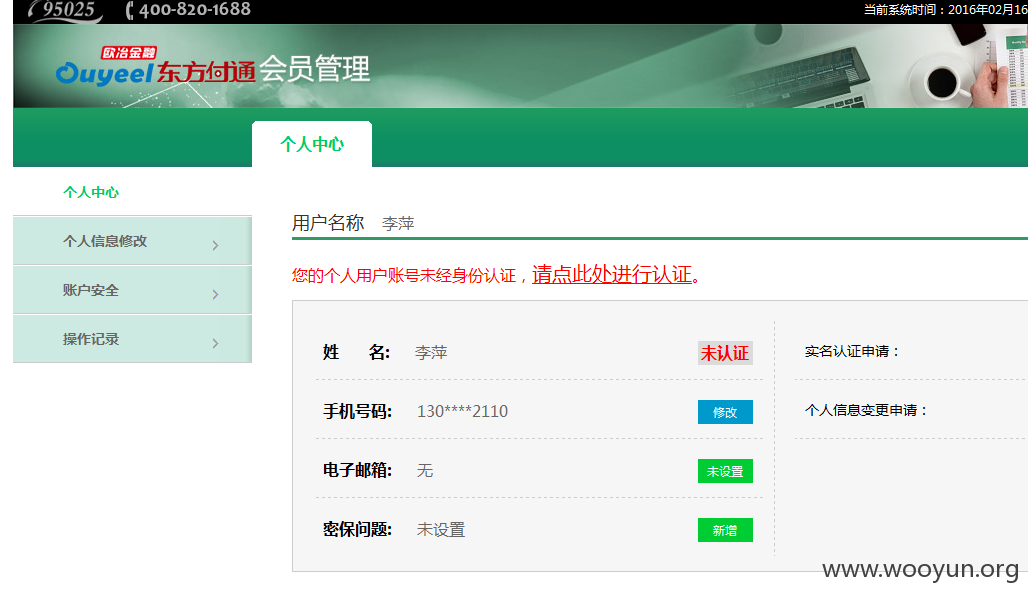 95025 400-820-1688 当前系统时间：2016年02月16
欧冶金融
Ouyeel 东方付通 会员管理
个人中心
个人中心
个人信息修改
账户安全
操作记录
用户名称 李萍
您的个人用户账号未经身份认证，请点此处进行认证。
姓 名: 李萍 未认证 实名认证申请：
手机号码: 130****2110 修改 个人信息变更申请：
电子邮箱: 无 未设置
密保问题: 未设置 新增
www.wooyun.org